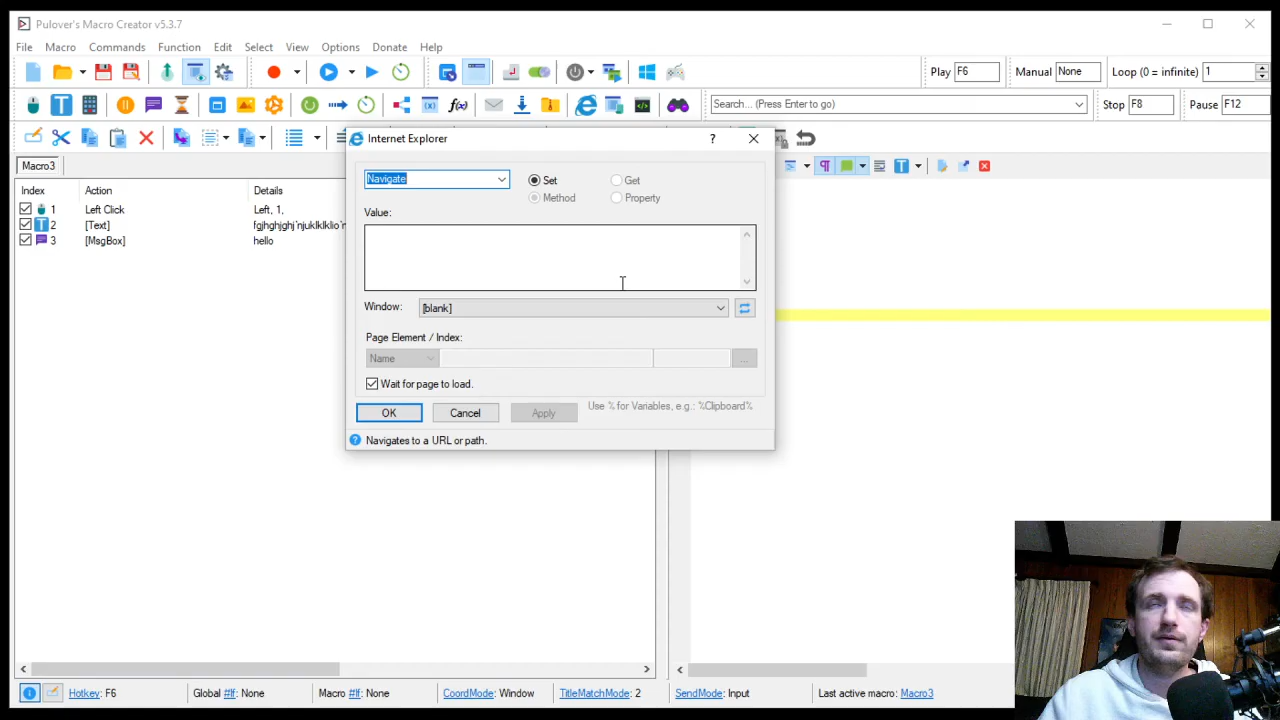 Pulover's Macro Creator v5.3.7
File Macro Commands Function Edit Select View Options Donate Help
Play F6 Manual None Loop (0 = infinite) 1
Search... (Press Enter to go) Stop F8 Pause F12
Internet Explorer ?
Macro3
Index Action Details
1 Left Click Left, 1,
2 [Text] fgjhghjghj'njuklklklio'n
3 [MsgBox] hello
Navigate Set Get
Method Property
Value:
Window: [blank]
Page Element / Index:
Name ...
Wait for page to load.
OK Cancel Apply Use % for Variables, e.g.: %Clipboard%
Navigates to a URL or path.
Hotkey: F6 Global #If: None Macro #If: None CoordMode: Window TitleMatchMode: 2 SendMode: Input Last active macro: Macro3